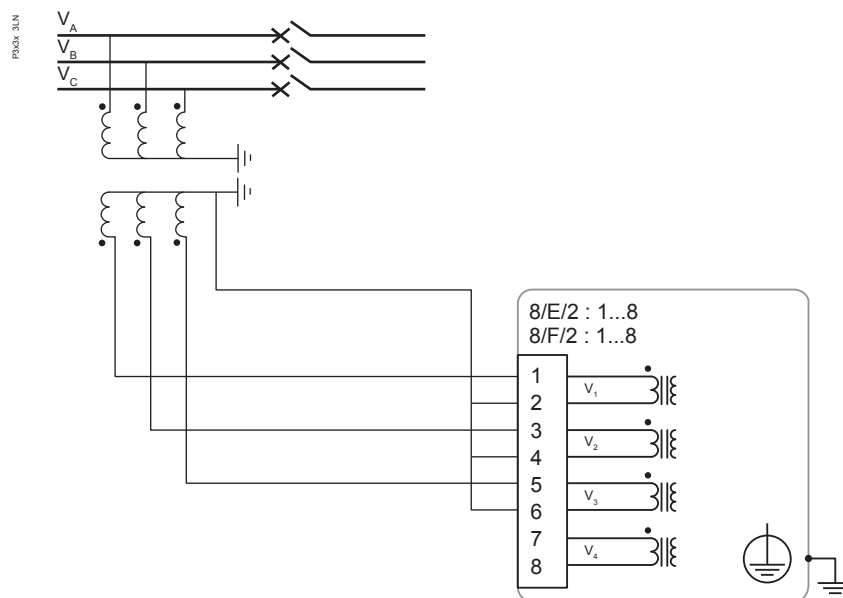 P3x3x 3LN
VA
VB
VC
8/E/2 : 1...8
8/F/2 : 1...8
1
V1
2
3
V2
4
5
V3
6
7
V4
8